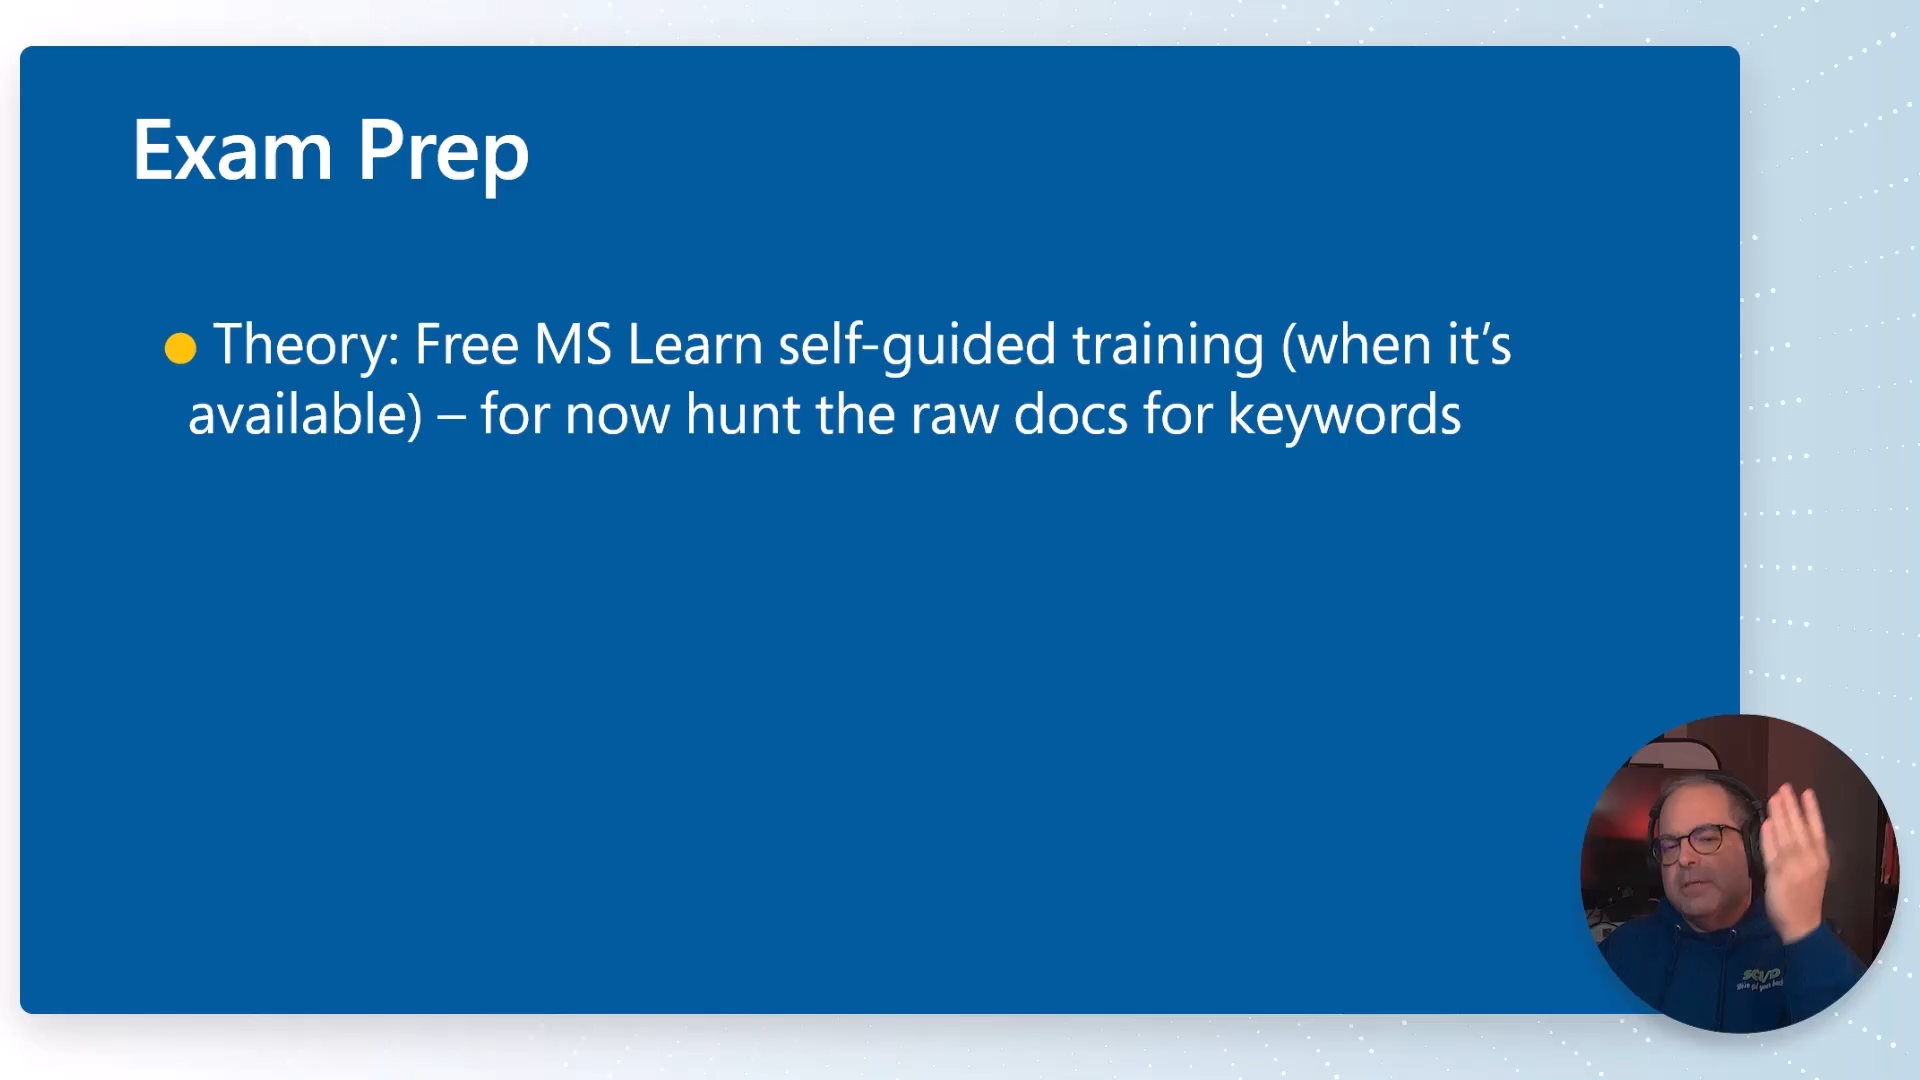 Exam Prep
Theory: Free MS Learn self-guided training (when it’s
available) – for now hunt the raw docs for keywords